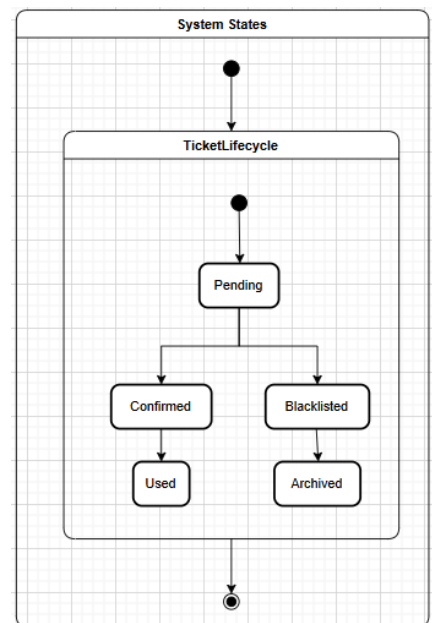 System States
TicketLifecycle
Pending
Confirmed
Blacklisted
Used
Archived